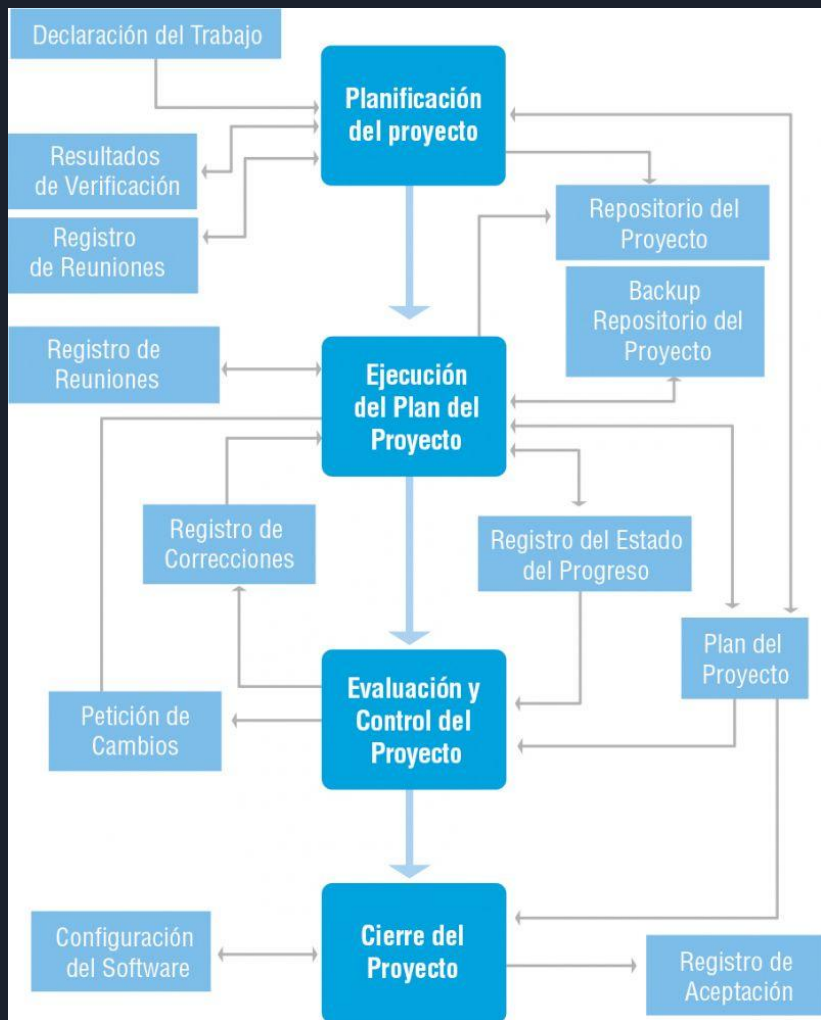 Declaración del Trabajo
Planificación
del proyecto
Resultados
de Verificación
Registro
de Reuniones
Repositorio del
Proyecto
Backup
Repositorio del
Proyecto
Registro de
Reuniones
Ejecución
del Plan del
Proyecto
Registro de
Correcciones
Registro del Estado
del Progreso
Plan del
Proyecto
Evaluación y
Control del
Proyecto
Petición de
Cambios
Cierre del
Proyecto
Configuración
del Software
Registro de
Aceptación